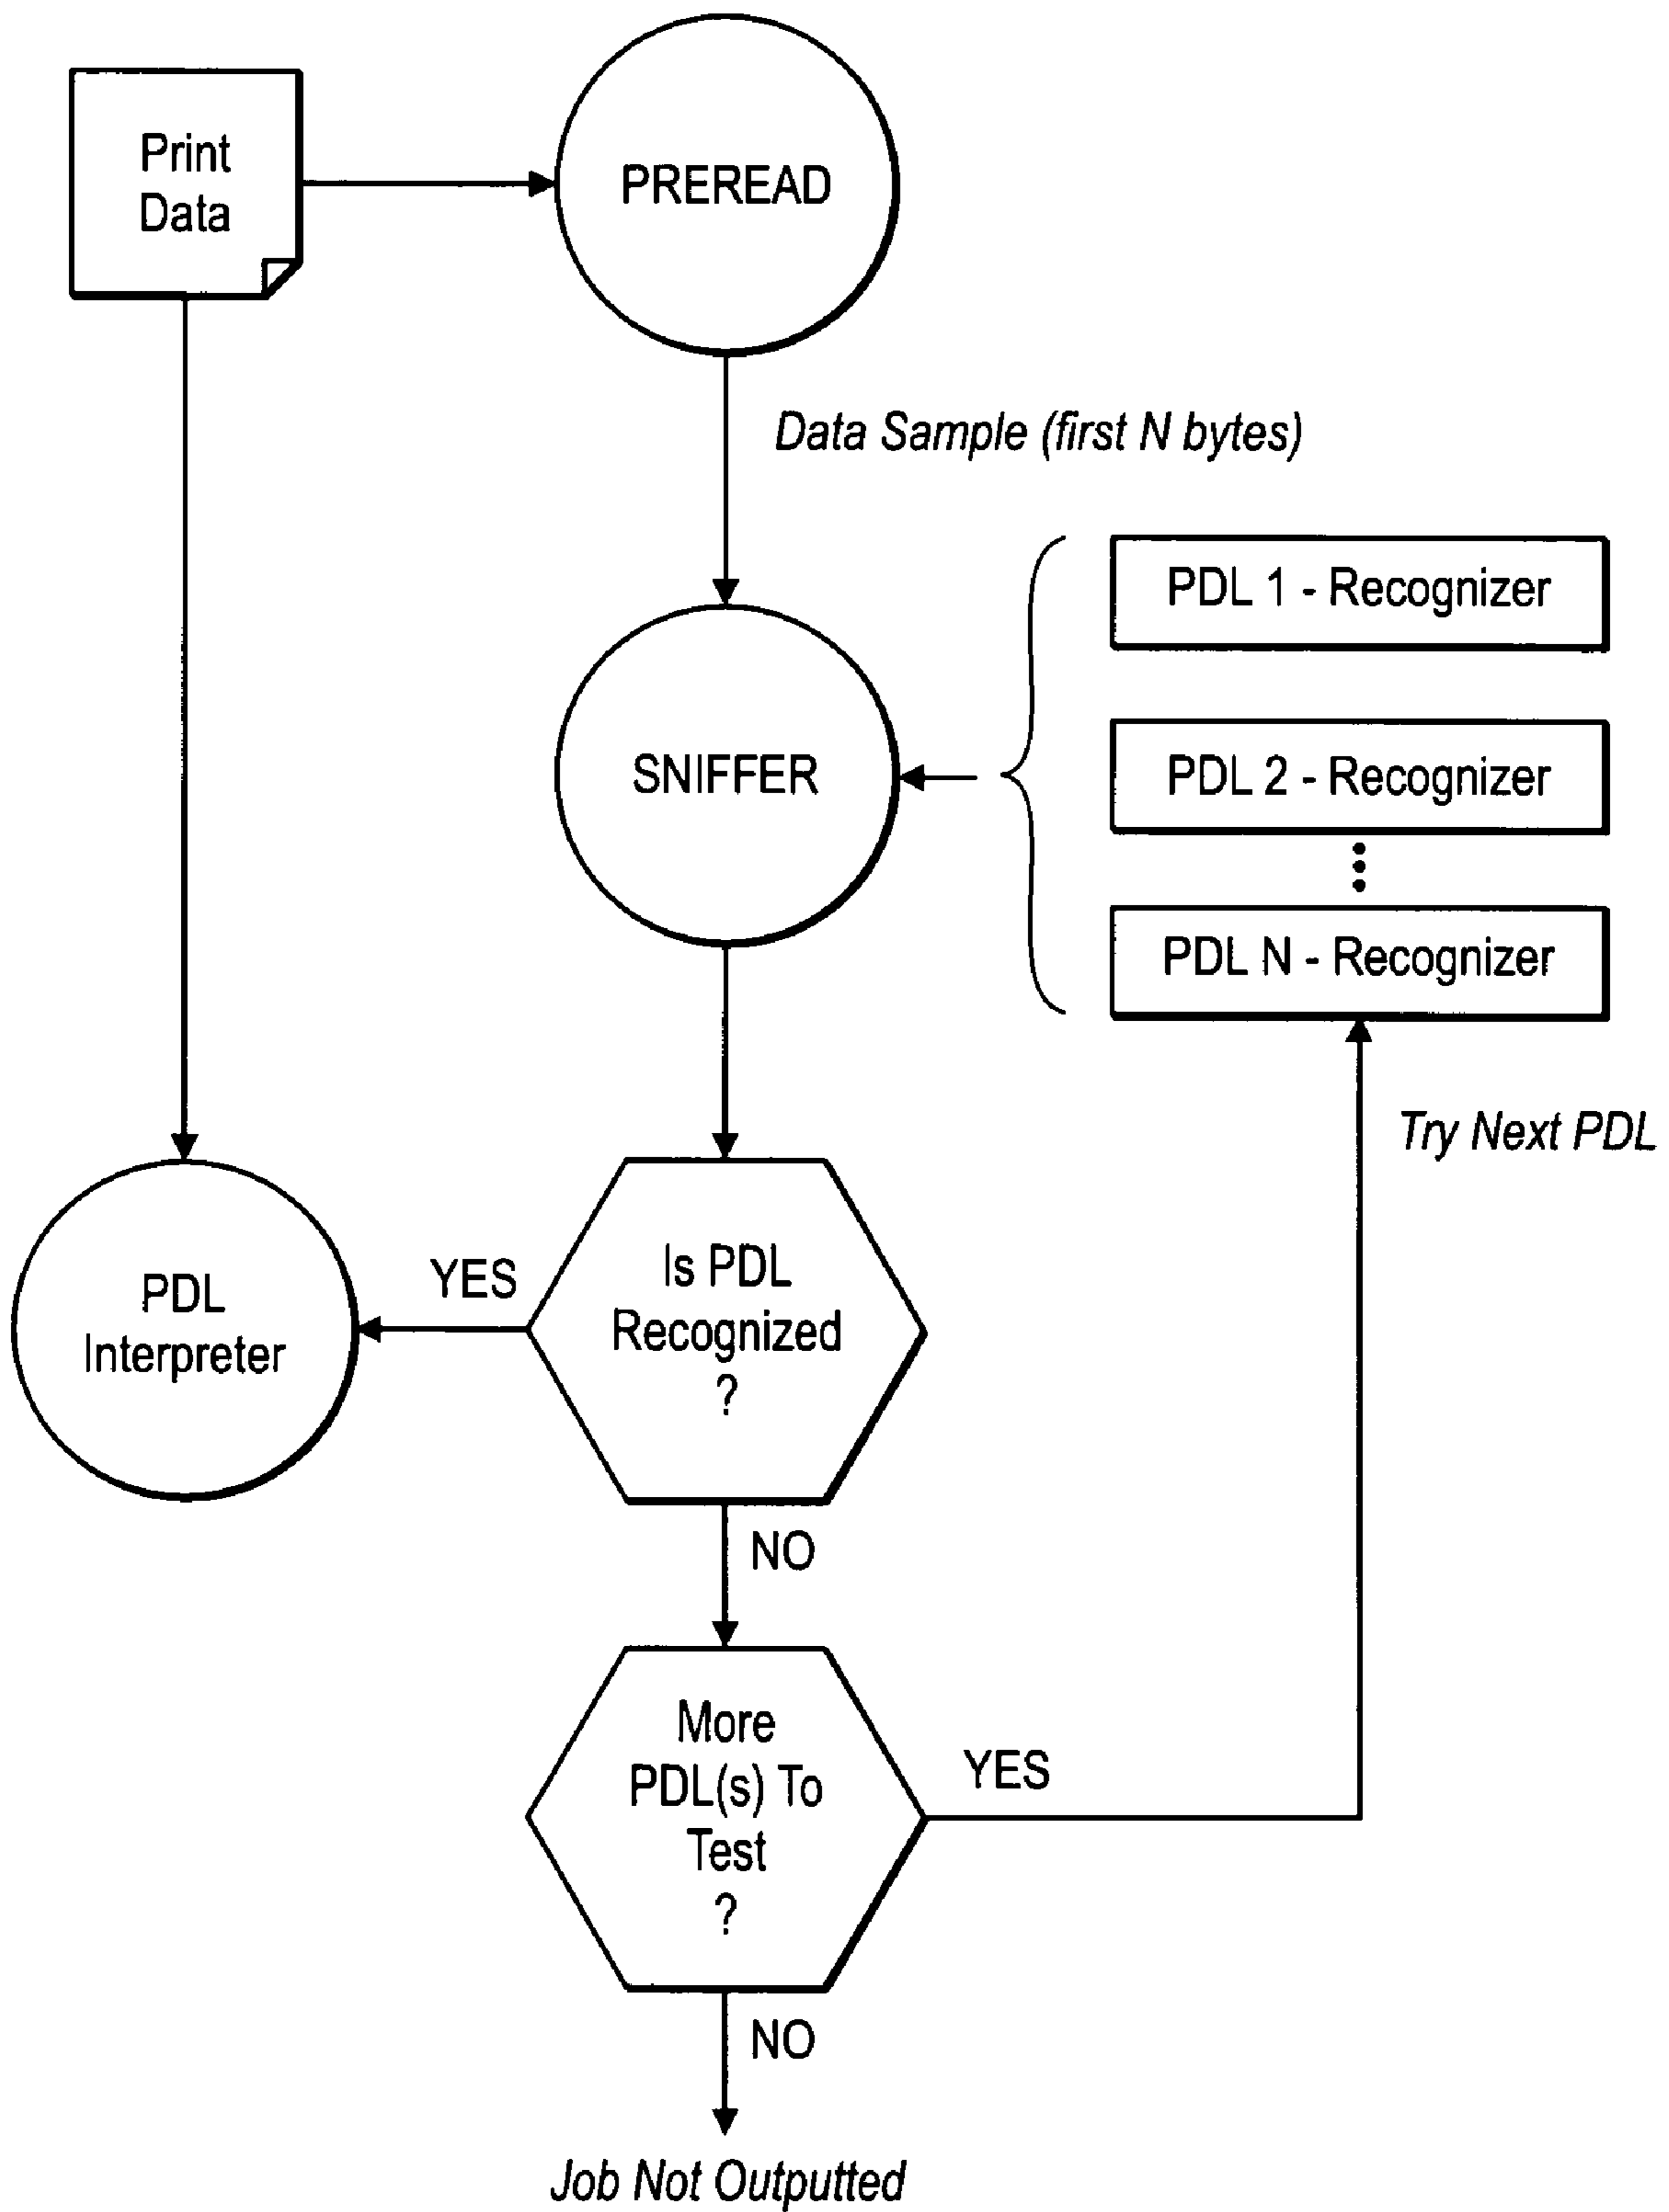 Print
Data
PREREAD
Data Sample (first N bytes)
PDL 1 - Recognizer
SNIFFER
PDL 2 - Recognizer
PDL N - Recognizer
Try Next PDL
PDL
Interpreter
YES
Is PDL
Recognized
?
NO
More
PDL(s) To
Test
?
YES
NO
Job Not Outputted